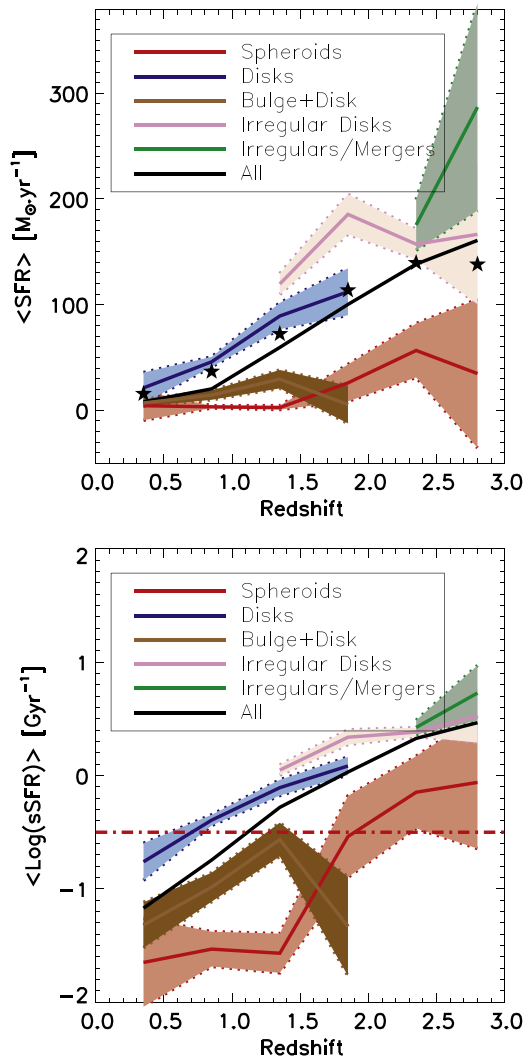 300
200
100
0
<SFR> [M⊙.yr⁻¹]
Spheroids
Disks
Bulge+Disk
Irregular Disks
Irregulars/Mergers
All
0.0 0.5 1.0 1.5 2.0 2.5 3.0
Redshift
2
1
0
-1
-2
<Log(sSFR)> [Gyr⁻¹]
Spheroids
Disks
Bulge+Disk
Irregular Disks
Irregulars/Mergers
All
0.0 0.5 1.0 1.5 2.0 2.5 3.0
Redshift